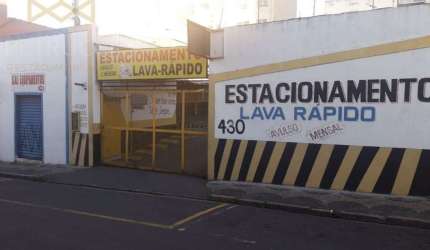 ESTACIONAMENTO
LAVA-RÁPIDO
ESTACIONAMENTO
LAVA RÁPIDO
430
AVULSO
MENSAL